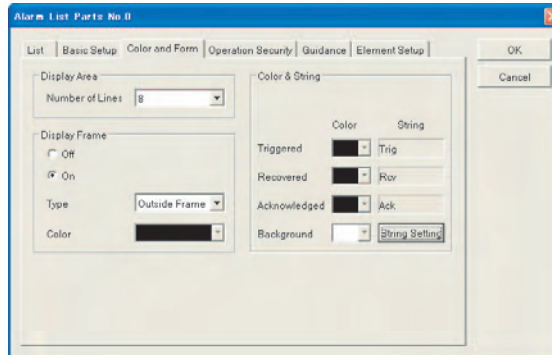 Alarm List Parts No.0
List Basic Setup Color and Form Operation Security Guidance Element Setup
OK
Cancel
Display Area
Number of Lines 8
Display Frame
Off
On
Type Outside Frame
Color
Color & String
Color String
Triggered Trig
Recovered Rcv
Acknowledged Ack
Background String Setting